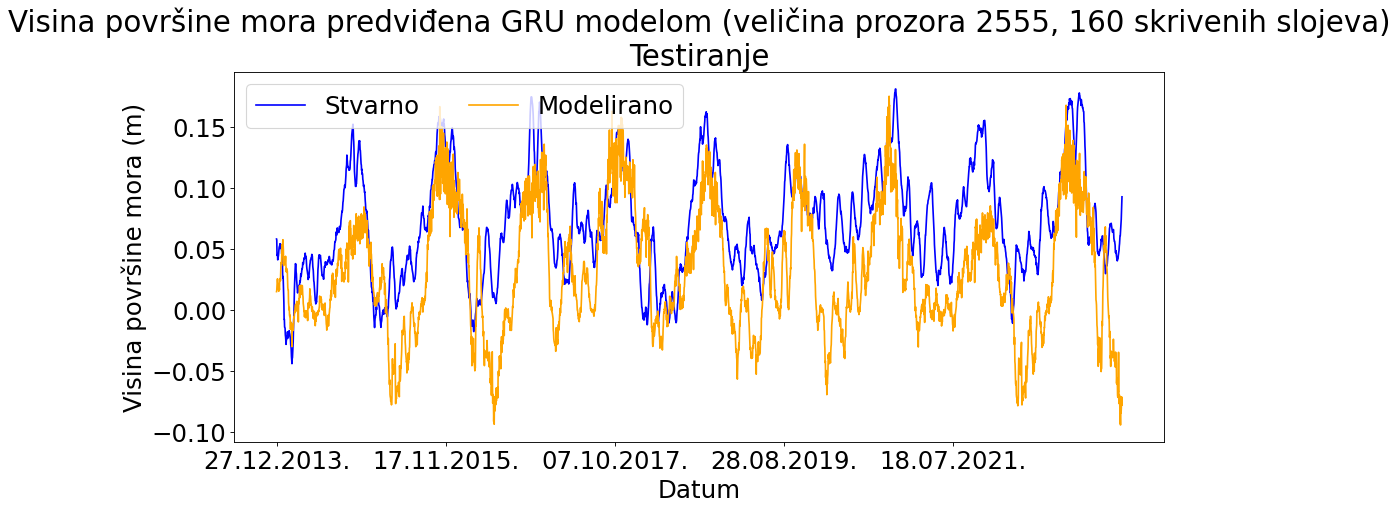 Visina površine mora predviđena GRU modelom (veličina prozora 2555, 160 skrivenih slojeva)
Testiranje
Stvarno
Modelirano
Visina površine mora (m)
0.15
0.10
0.05
0.00
−0.05
−0.10
27.12.2013.
17.11.2015.
07.10.2017.
28.08.2019.
18.07.2021.
Datum